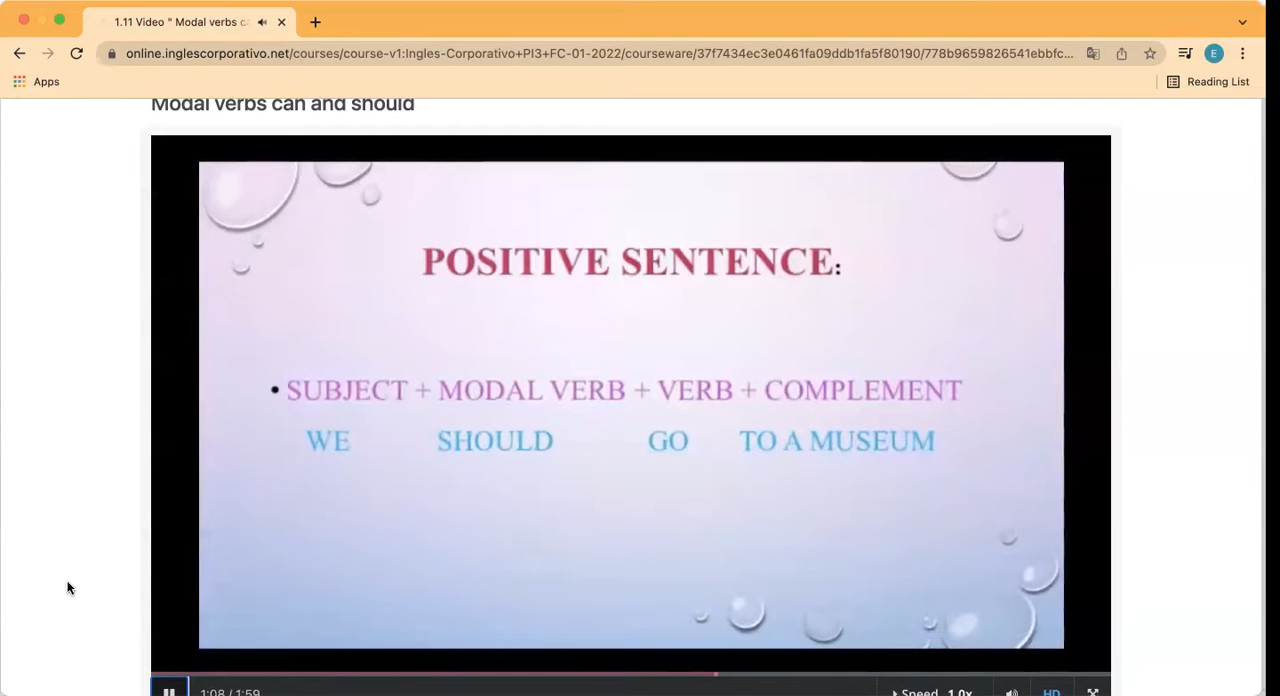 1.11 Video " Modal verbs c
online.inglescorporativo.net/courses/course-v1:Ingles-Corporativo+PI3+FC-01-2022/courseware/37f7434ec3e0461fa09ddb1fa5f80190/778b9659826541ebbfc...
E
Apps
Reading List
Modal verbs can and should
POSITIVE SENTENCE:
• SUBJECT + MODAL VERB + VERB + COMPLEMENT
WE SHOULD GO TO A MUSEUM
1:08 / 1:59
Speed 1.0x
HD